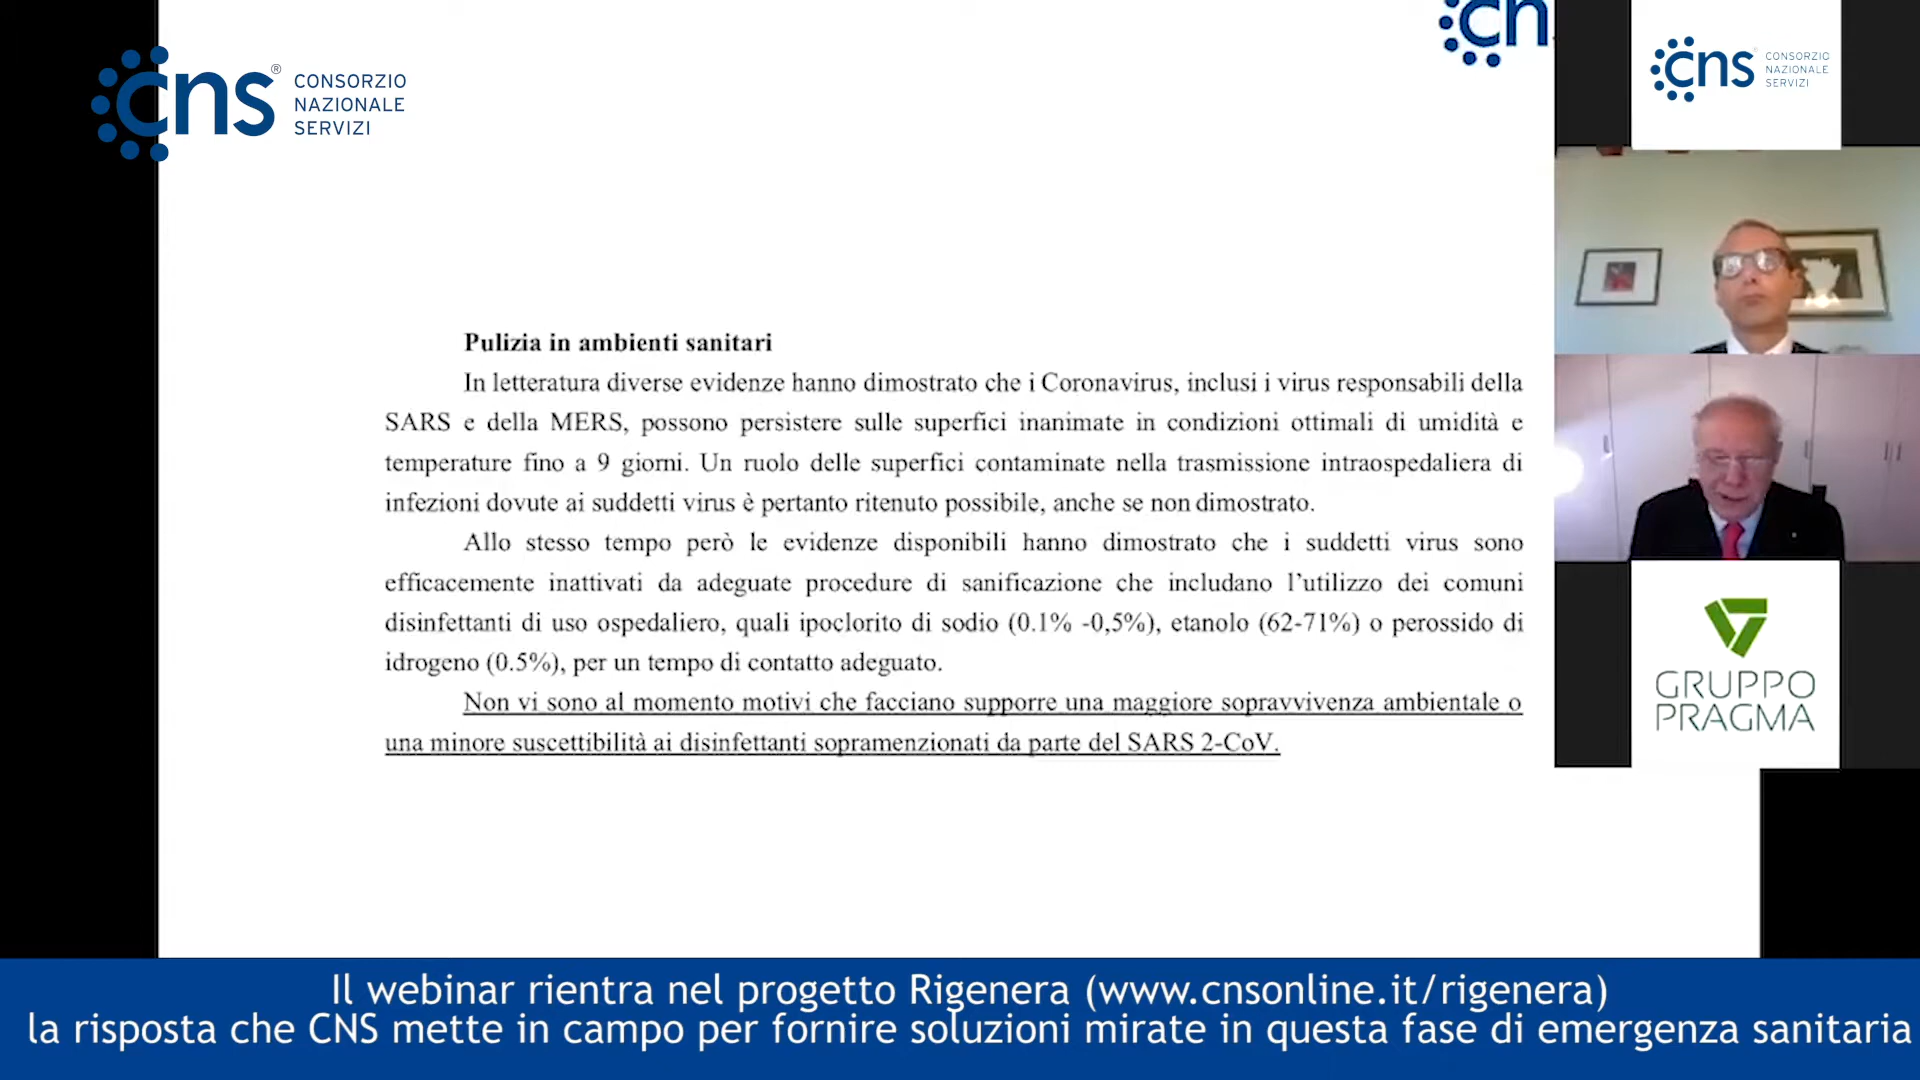 cns® CONSORZIO
NAZIONALE
SERVIZI
cn
cns CONSORZIO
NAZIONALE
SERVIZI
Pulizia in ambienti sanitari
In letteratura diverse evidenze hanno dimostrato che i Coronavirus, inclusi i virus responsabili della
SARS e della MERS, possono persistere sulle superfici inanimate in condizioni ottimali di umidità e
temperature fino a 9 giorni. Un ruolo delle superfici contaminate nella trasmissione intraospedaliera di
infezioni dovute ai suddetti virus è pertanto ritenuto possibile, anche se non dimostrato.
Allo stesso tempo però le evidenze disponibili hanno dimostrato che i suddetti virus sono
efficacemente inattivati da adeguate procedure di sanificazione che includano l’utilizzo dei comuni
disinfettanti di uso ospedaliero, quali ipoclorito di sodio (0.1% -0,5%), etanolo (62-71%) o perossido di
idrogeno (0.5%), per un tempo di contatto adeguato.
Non vi sono al momento motivi che facciano supporre una maggiore sopravvivenza ambientale o
una minore suscettibilità ai disinfettanti sopramenzionati da parte del SARS 2-CoV.
GRUPPO
PRAGMA
Il webinar rientra nel progetto Rigenera (www.cnsonline.it/rigenera)
la risposta che CNS mette in campo per fornire soluzioni mirate in questa fase di emergenza sanitaria